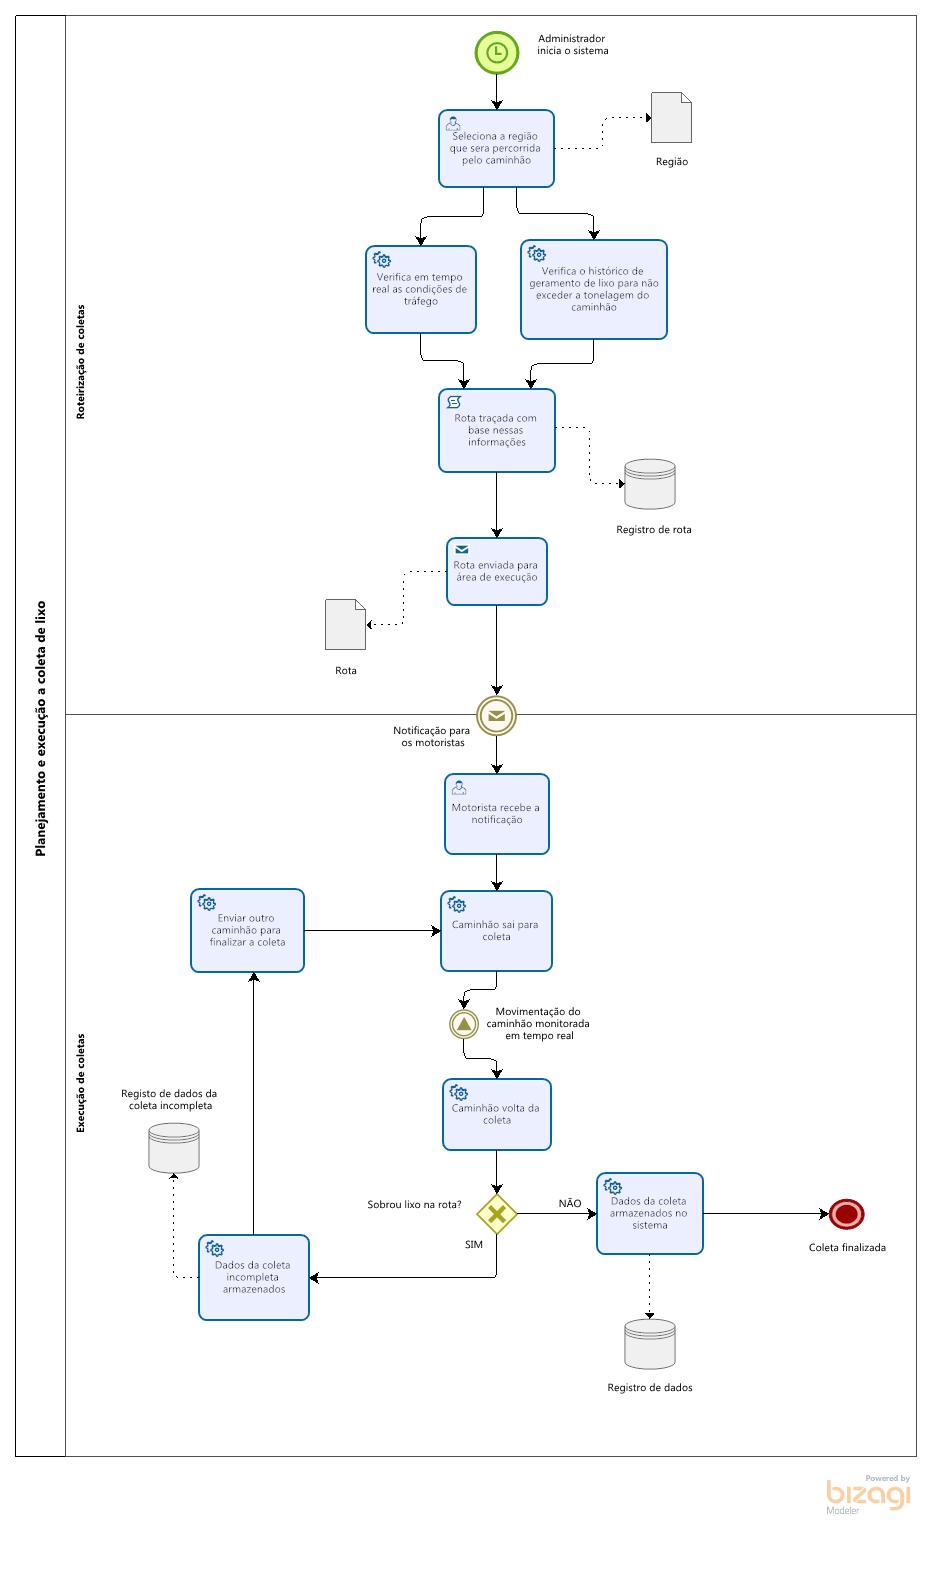 Planejamento e execução a coleta de lixo
Roteirização de coletas
Administrador
inicia o sistema
Seleciona a região
que sera percorrida
pelo caminhão
Região
Verifica em tempo
real as condições de
tráfego
Verifica o histórico de
geramento de lixo para não
exceder a tonelagem do
caminhão
Rota traçada com
base nessas
informações
Registro de rota
Rota enviada para
área de execução
Rota
Execução de coletas
Notificação para
os motoristas
Motorista recebe a
notificação
Enviar outro
caminhão para
finalizar a coleta
Caminhão sai para
coleta
Movimentação do
caminhão monitorada
em tempo real
Caminhão volta da
coleta
Registo de dados da
coleta incompleta
Sobrou lixo na rota?
NÃO
SIM
Dados da coleta
armazenados no
sistema
Coleta finalizada
Dados da coleta
incompleta
armazenados
Registro de dados
Powered by
bizagi
Modeler